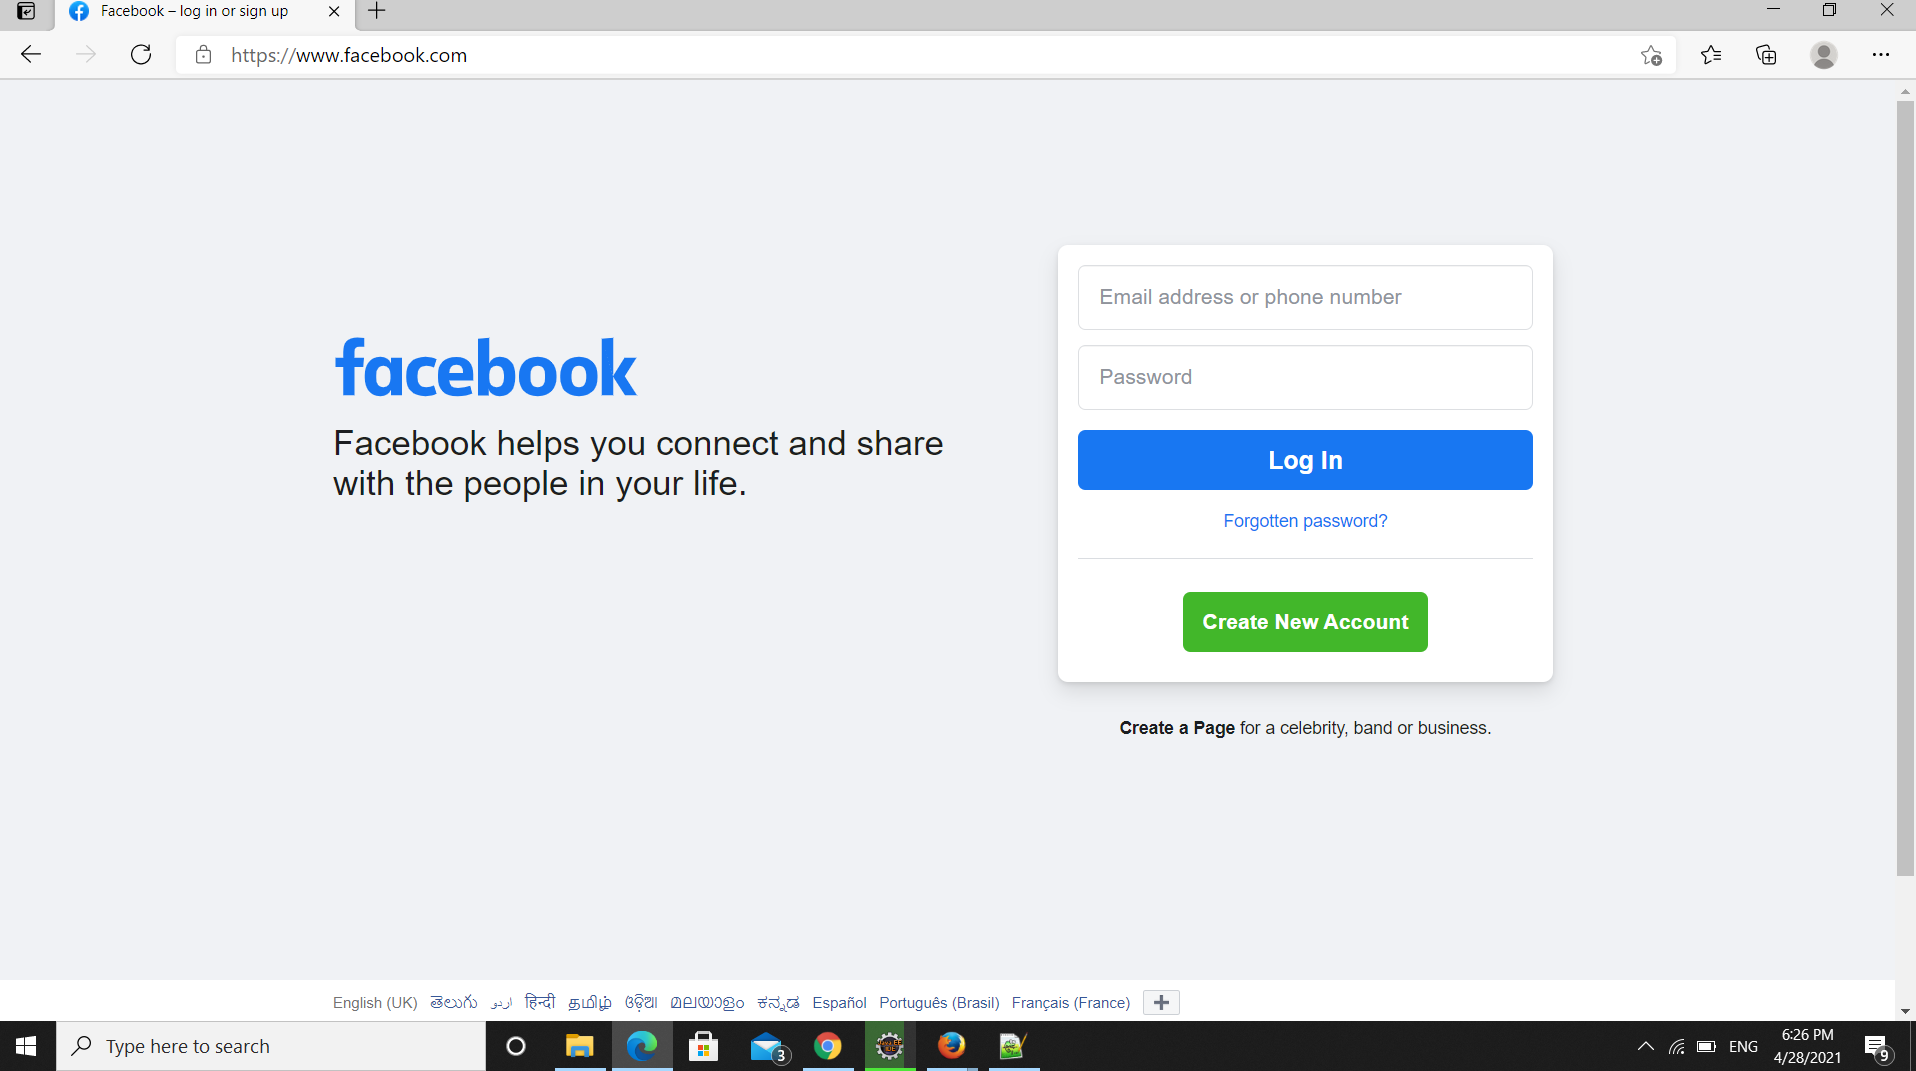 Facebook – log in or sign up
https://www.facebook.com
facebook
Facebook helps you connect and share
with the people in your life.
Email address or phone number
Password
Log In
Forgotten password?
Create New Account
Create a Page for a celebrity, band or business.
English (UK) తెలుగు اردو हिन्दी தமிழ் ଓଡ଼ିଆ മലയാളം ಕನ್ನಡ Español Português (Brasil) Français (France)
Type here to search
3
ENG
6:26 PM
4/28/2021
9